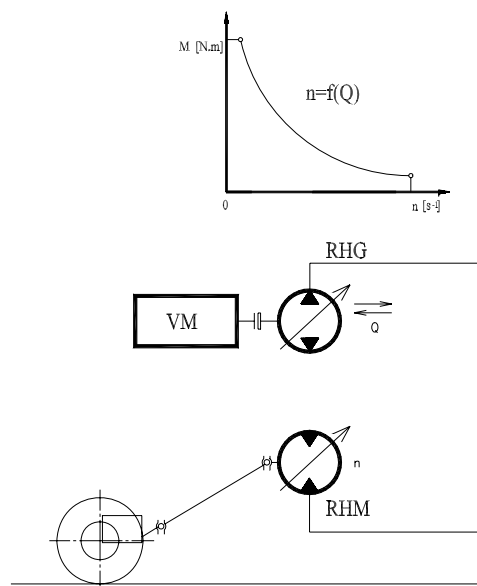 M [N.m]
n=f(Q)
0
n [s-1]
RHG
VM
Q
n
RHM